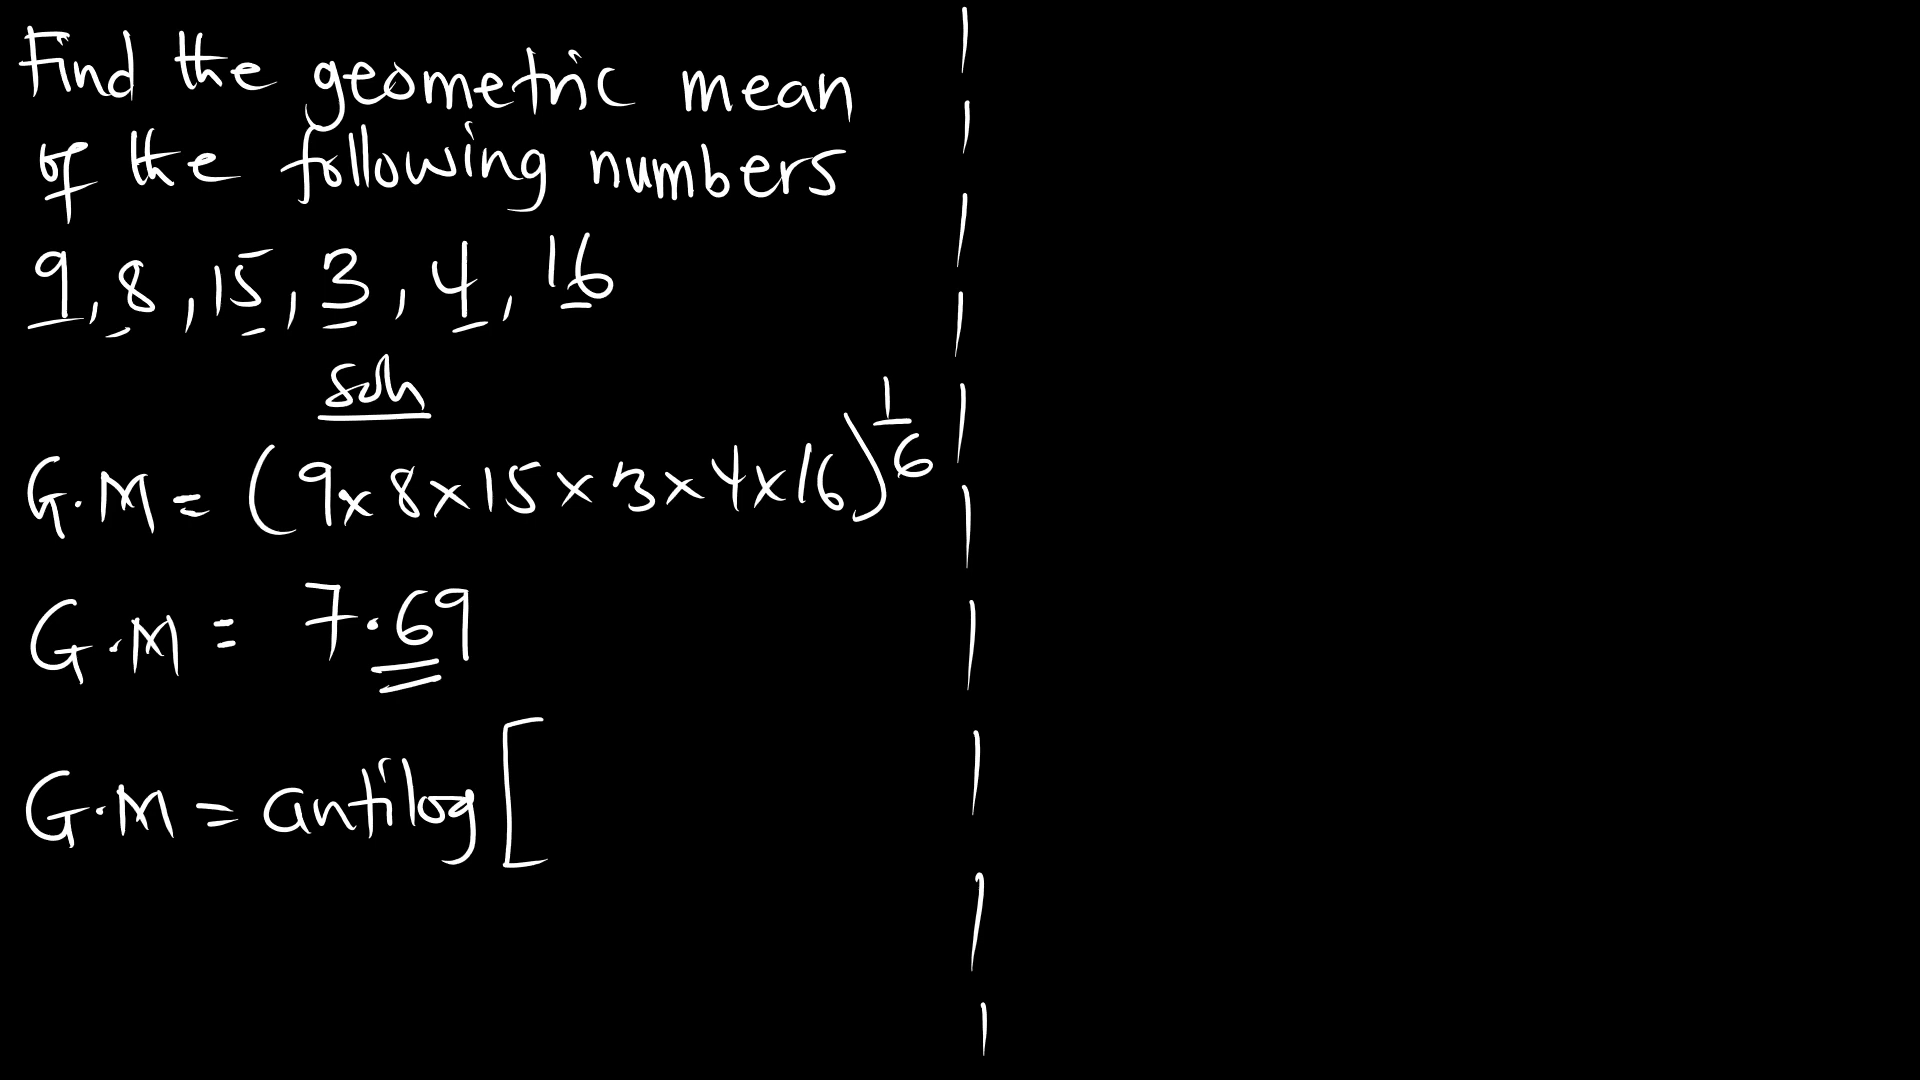 Find the geometric mean
of the following numbers
9, 8, 15, 3, 4, 16
soln
G.M = (9x8x15x3x4x16)^1/6
G.M = 7.69
G.M = antilog[